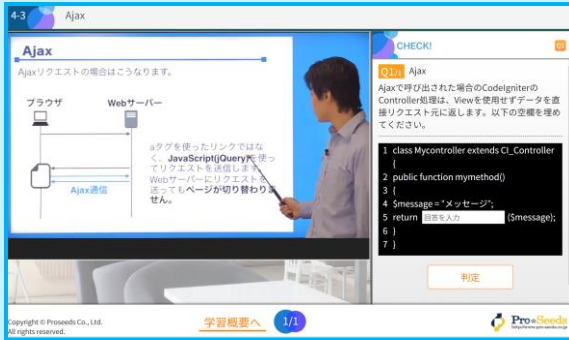 4-3 Ajax
Ajax
Ajaxリクエストの場合はこうなります。
ブラウザ
Webサーバー
aタグを使ったリンクではな
く、JavaScript(jQuery)を使っ
てリクエストを送信します。
Webサーバーにリクエストを
送ってもページが切り替わりま
せん。
Ajax通信
CHECK!
Q1/1 Ajax
Ajaxで呼び出された場合のCodeIgniterの
Controller処理は、Viewを使用せずデータを直
接リクエスト元に返します。以下の空欄を埋め
てください。
1 class Mycontroller extends CI_Controller
{
2 public function mymethod()
3 {
4 $message = "メッセージ";
5 return 回答を入力 ($message);
6 }
7 }
判定
Copyright © Proseeds Co., Ltd.
All rights reserved.
学習概要へ
1/1
Pro*Seeds